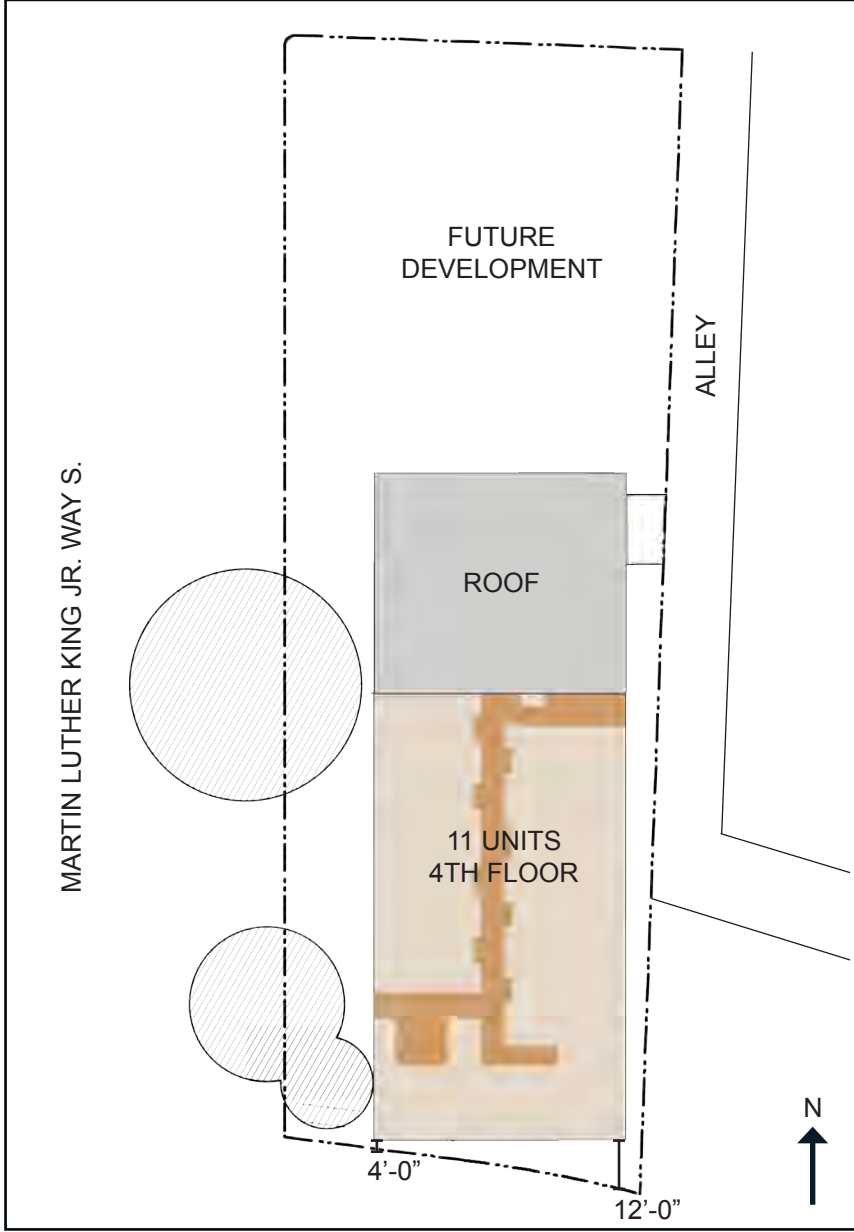 FUTURE
DEVELOPMENT
ALLEY
MARTIN LUTHER KING JR. WAY S.
ROOF
11 UNITS
4TH FLOOR
N
4’-0”
12’-0”